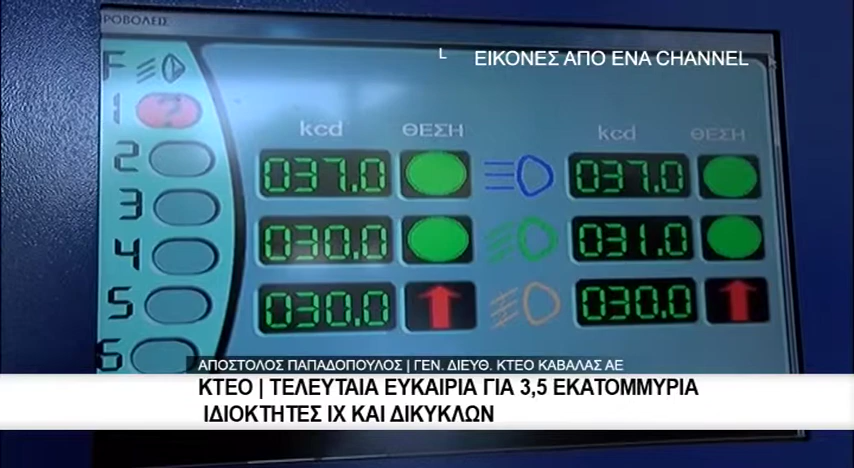 ΡΟΒΟΛΕΙΣ
L ΕΙΚΟΝΕΣ ΑΠΟ ΕΝΑ CHANNEL
F
1 ?
kcd ΘΕΣΗ kcd ΘΕΣΗ
2 037.0 037.0
3
4 030.0 031.0
5 030.0 030.0
6
ΑΠΟΣΤΟΛΟΣ ΠΑΠΑΔΟΠΟΥΛΟΣ | ΓΕΝ. ΔΙΕΥΘ. ΚΤΕΟ ΚΑΒΑΛΑΣ ΑΕ
ΚΤΕΟ | ΤΕΛΕΥΤΑΙΑ ΕΥΚΑΙΡΙΑ ΓΙΑ 3,5 ΕΚΑΤΟΜΜΥΡΙΑ
ΙΔΙΟΚΤΗΤΕΣ ΙΧ ΚΑΙ ΔΙΚΥΚΛΩΝ